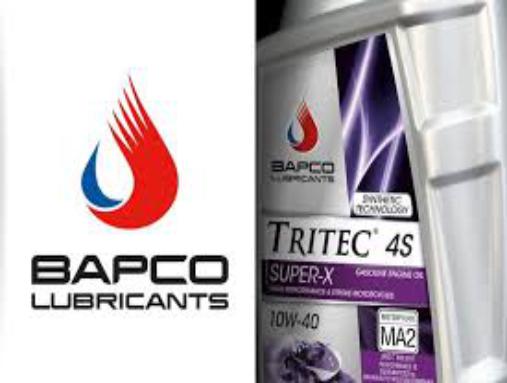 BAPCO
LUBRICANTS
BAPCO
LUBRICANTS
SYNTHETIC
TECHNOLOGY
TRITEC® 4S
SUPER-X
GASOLINE ENGINE OIL
10W-40
MA2